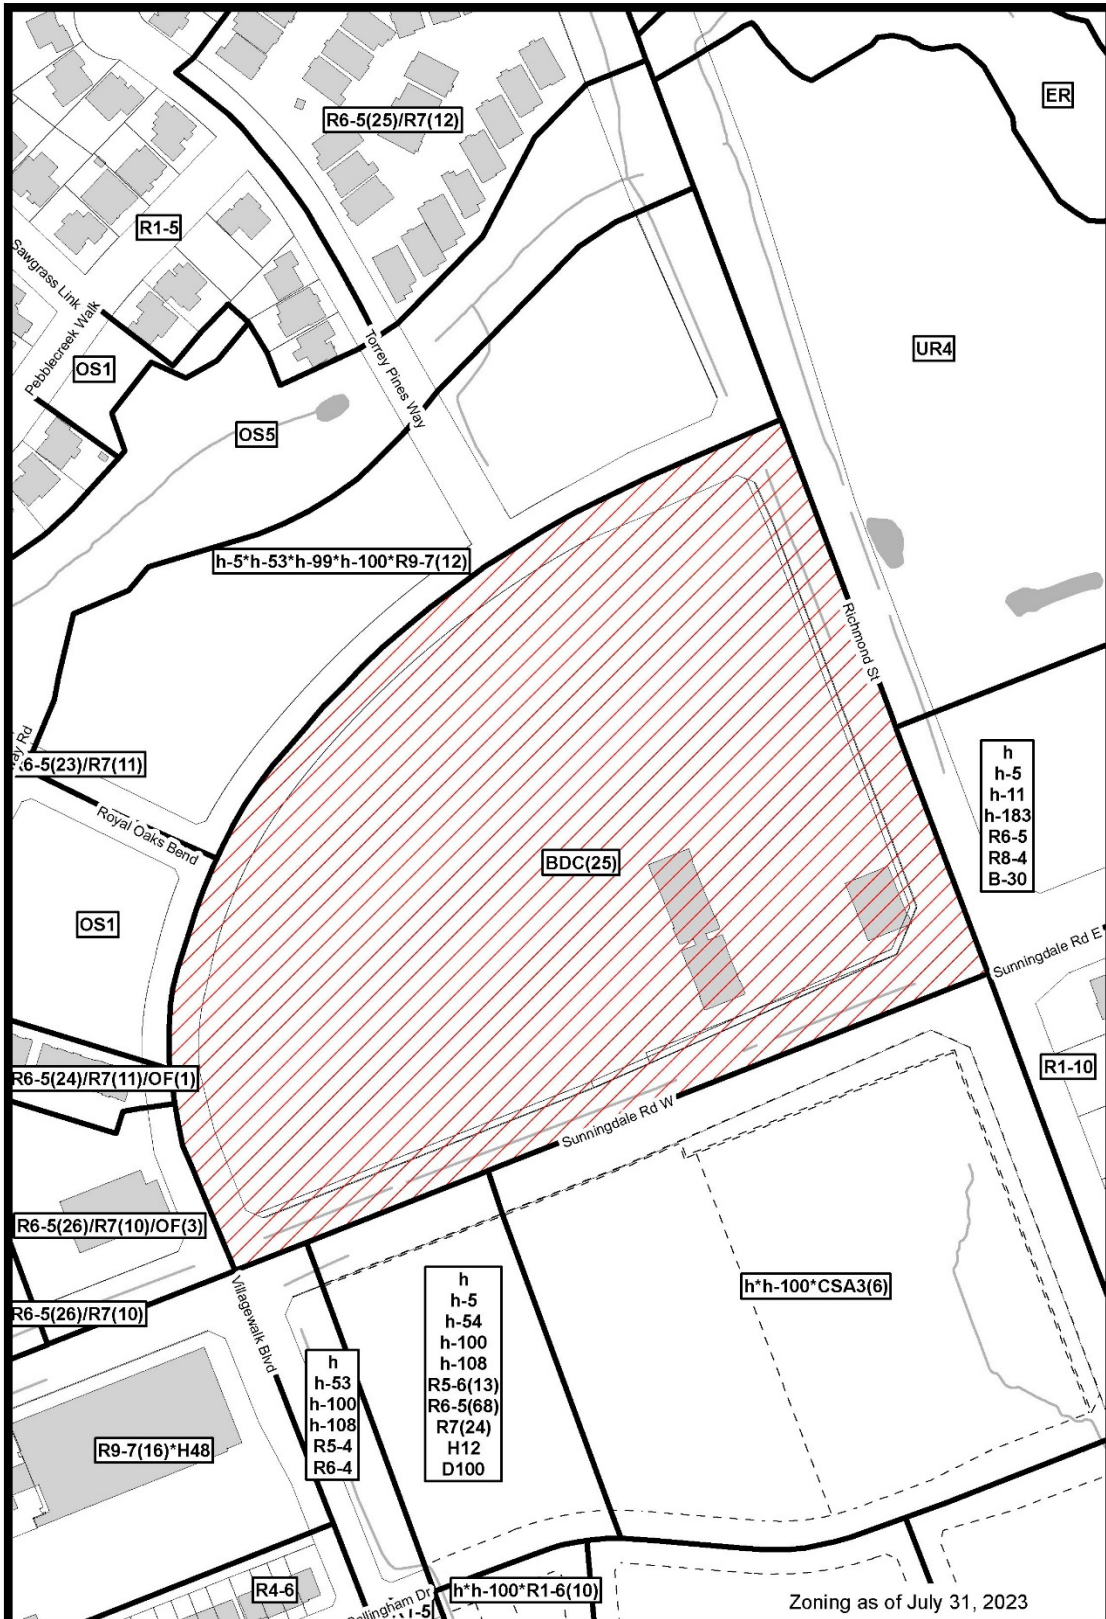 ER
R6-5(25)/R7(12)
R1-5
Sawgrass Link
Pebblecreek Walk
OS1
Torrey Pines Way
UR4
OS5
h-5*h-53*h-99*h-100*R9-7(12)
Richmond St
6-5(23)/R7(11)
Royal Oaks Bend
h
h-5
h-11
h-183
R6-5
R8-4
B-30
BDC(25)
OS1
Sunningdale Rd E
R6-5(24)/R7(11)/OF(1)
R1-10
Sunningdale Rd W
R6-5(26)/R7(10)/OF(3)
R6-5(26)/R7(10)
Villagewalk Blvd
h
h-5
h-54
h-100
h-108
R5-6(13)
R6-5(68)
R7(24)
H12
D100
h*h-100*CSA3(6)
h
h-53
h-100
h-108
R5-4
R6-4
R9-7(16)*H48
R4-6
h*h-100*R1-6(10)
Zoning as of July 31, 2023